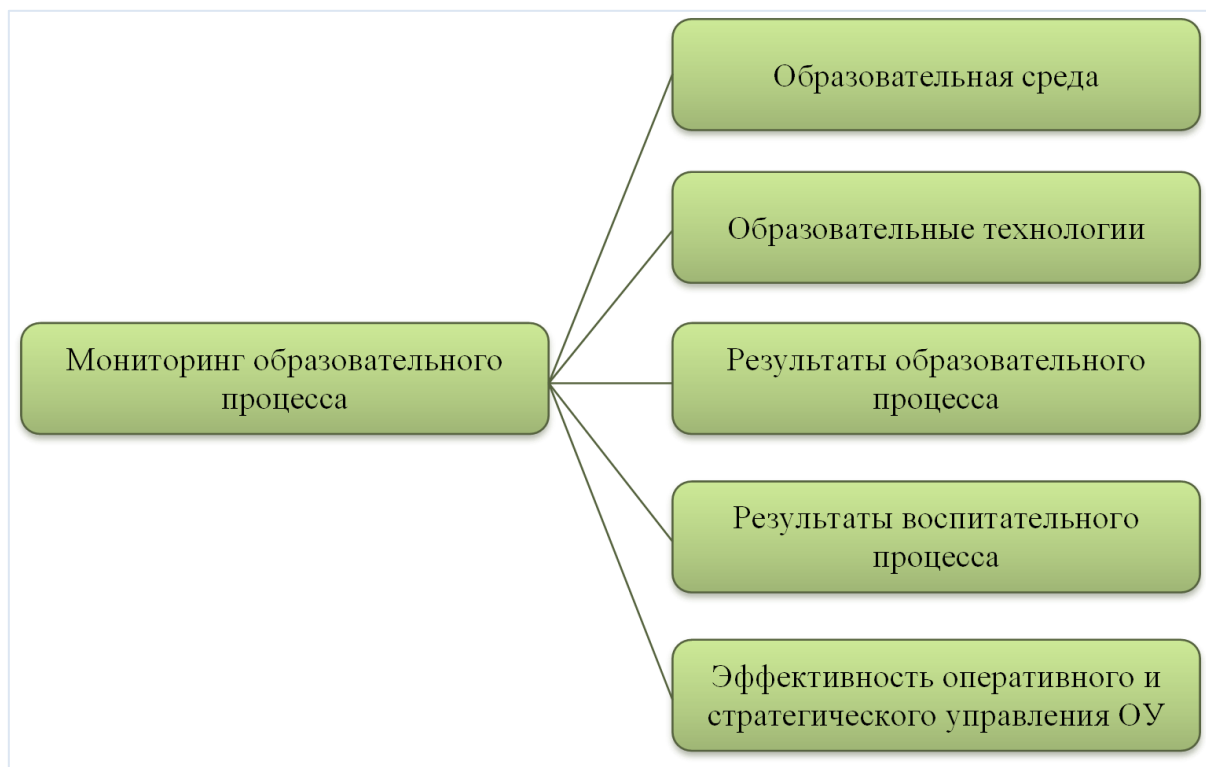 Образовательная среда
Образовательные технологии
Мониторинг образовательного
процесса
Результаты образовательного
процесса
Результаты воспитательного
процесса
Эффективность оперативного и
стратегического управления ОУ